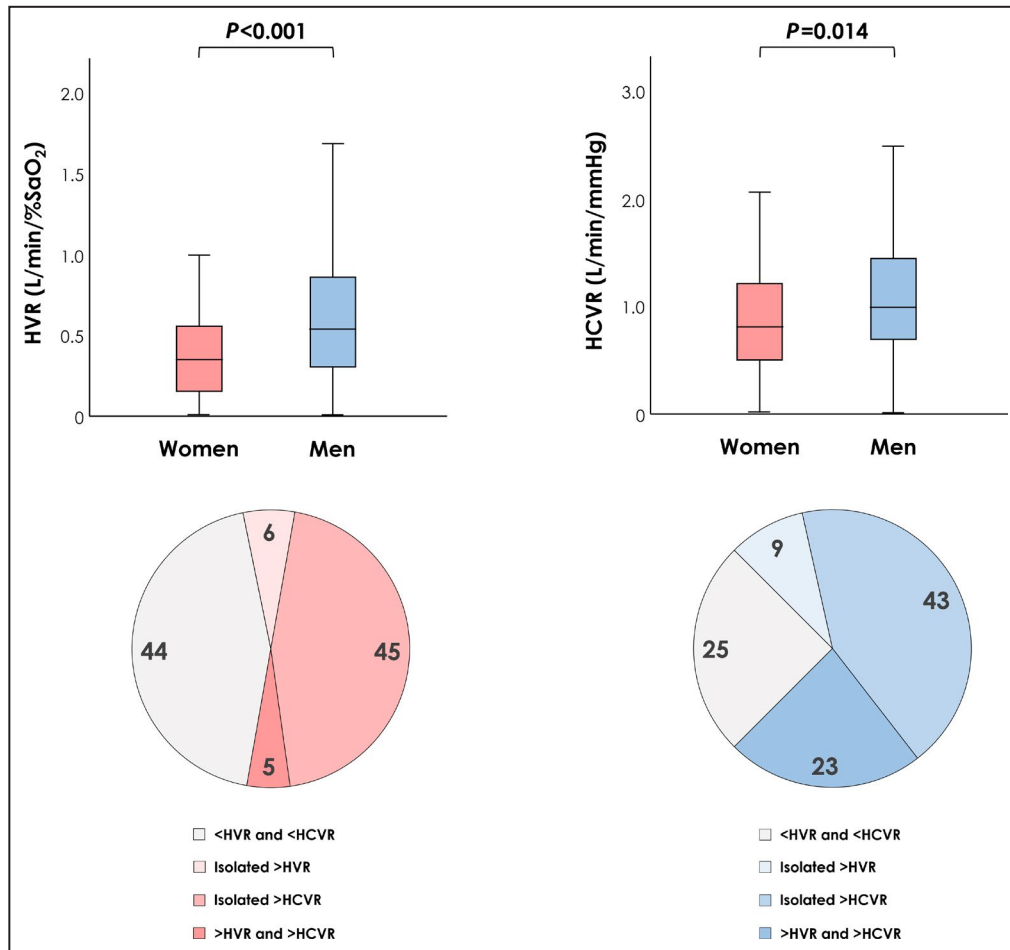 P<0.001
HVR (L/min/%SaO₂)
2.0
1.5
1.0
0.5
0
Women
Men
P=0.014
HCVR (L/min/mmHg)
3.0
2.0
1.0
0
Women
Men
6
44
45
5
<HVR and <HCVR
Isolated >HVR
Isolated >HCVR
>HVR and >HCVR
9
43
25
23
<HVR and <HCVR
Isolated >HVR
Isolated >HCVR
>HVR and >HCVR